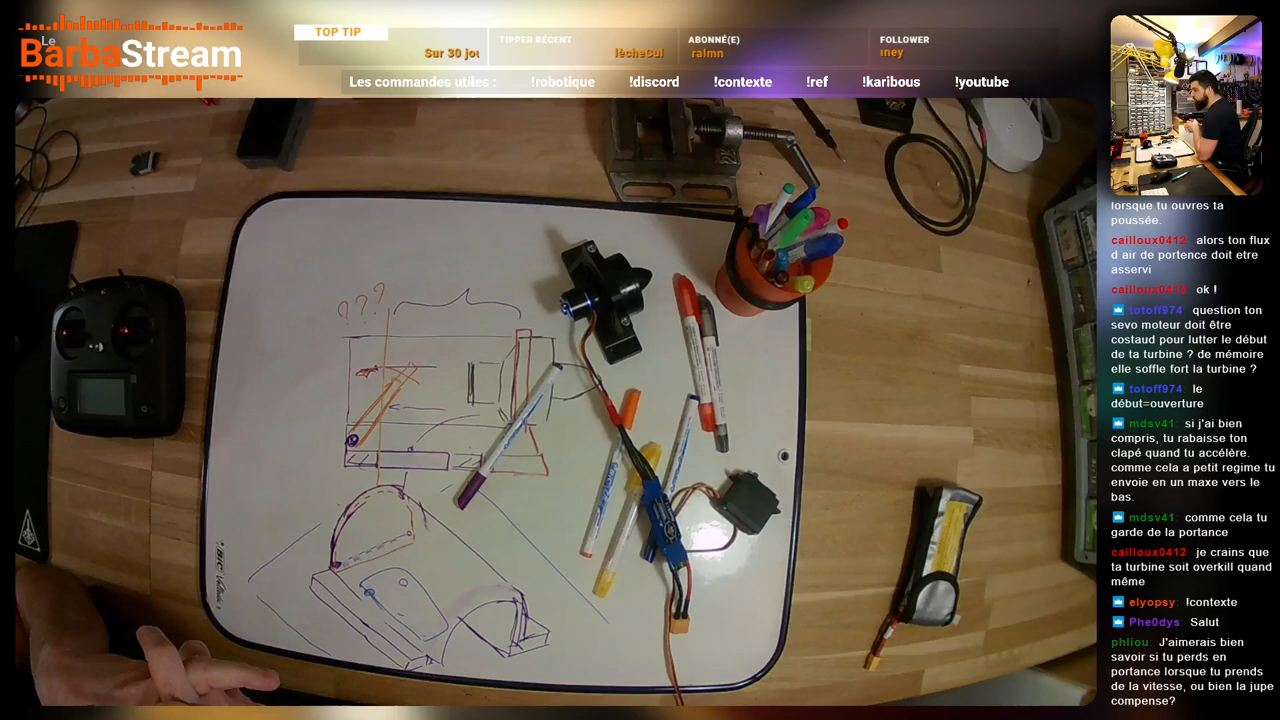 Le
BarbaStream
TOP TIP
Sur 30 jou
TIPPER RÉCENT
lècheCul
ABONNÉ(E)
ralmn
FOLLOWER
iney
Les commandes utiles :
!robotique
!discord
!contexte
!ref
!karibous
!youtube
???
BIC Velleda
lorsque tu ouvres ta
poussée.
cailloux0412: alors ton flux
d air de portence doit etre
asservi
cailloux0412: ok !
totoff974: question ton
sevo moteur doit être
costaud pour lutter le début
de ta turbine ? de mémoire
elle souffle fort la turbine ?
totoff974: le
début=ouverture
mdsv41: si j'ai bien
compris, tu rabaisse ton
clapé quand tu accélère.
comme cela a petit regime tu
envoie en un maxe vers le
bas.
mdsv41: comme cela tu
garde de la portance
cailloux0412: je crains que
ta turbine soit overkill quand
même
elyopsy: !contexte
Phe0dys: Salut
phliou: J'aimerais bien
savoir si tu perds en
portance lorsque tu prends
de la vitesse, ou bien la jupe
compense?